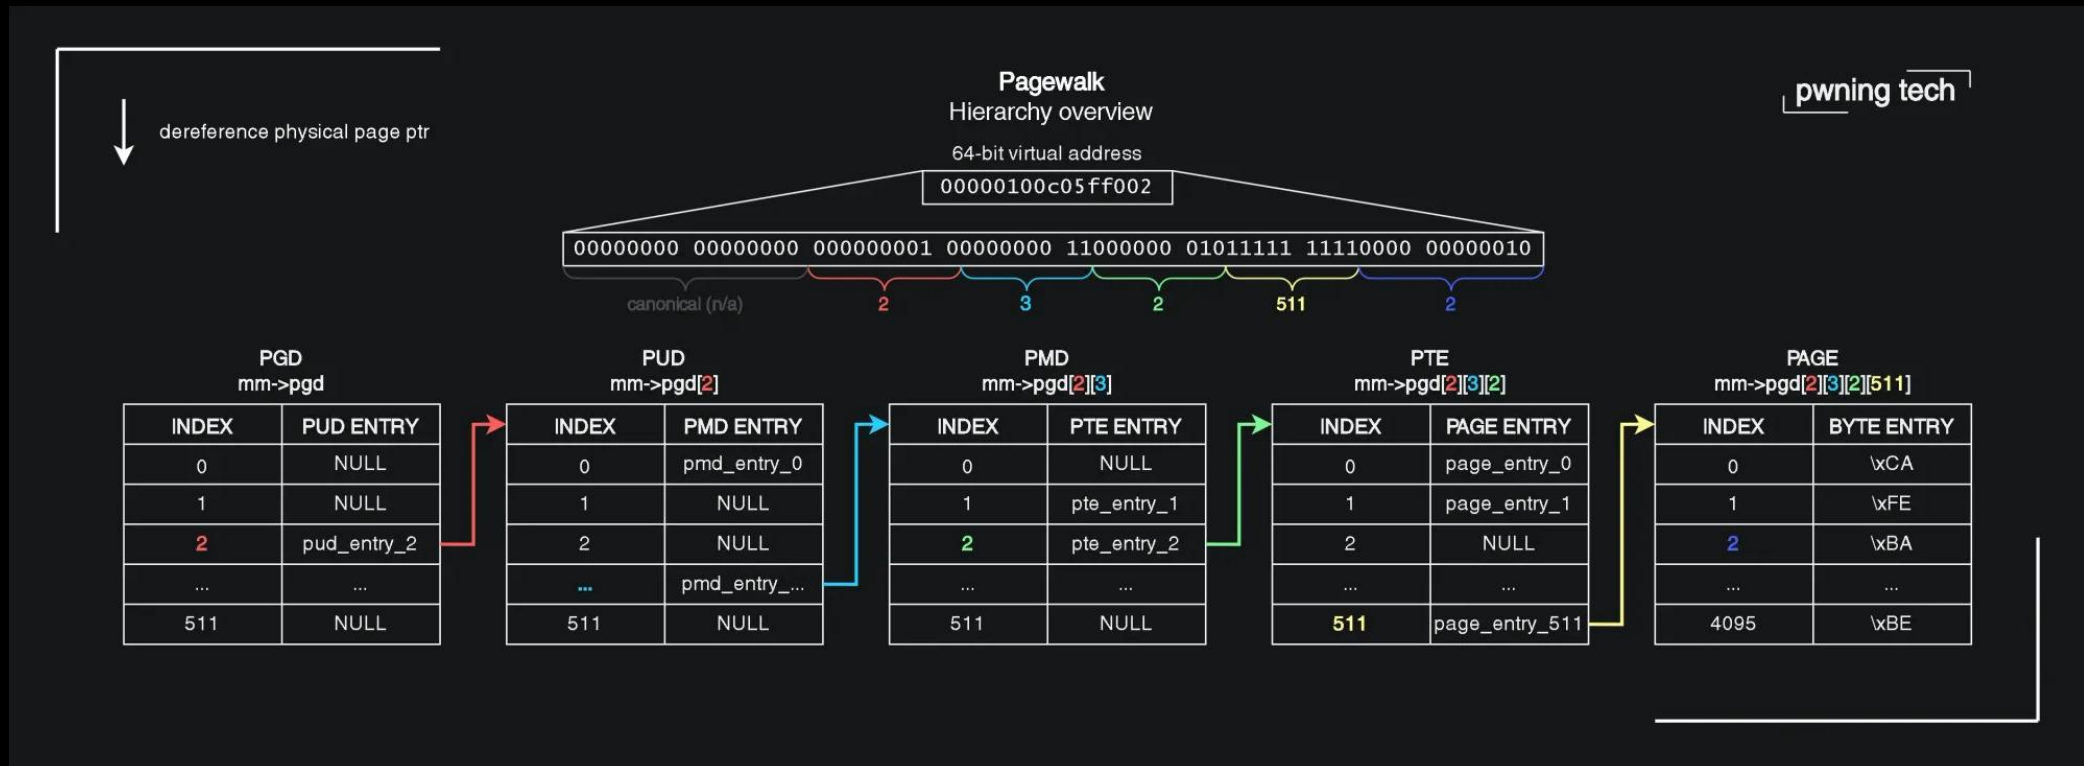 Pagewalk
Hierarchy overview
pwning tech
dereference physical page ptr
64-bit virtual address
00000100c05ff002
00000000 00000000 000000001 00000000 11000000 01011111 11110000 00000010
canonical (n/a) 2 3 2 511 2
PGD
mm->pgd
INDEX PUD ENTRY
0 NULL
1 NULL
2 pud_entry_2
... ...
511 NULL
PUD
mm->pgd[2]
INDEX PMD ENTRY
0 pmd_entry_0
1 NULL
2 NULL
... pmd_entry_...
511 NULL
PMD
mm->pgd[2][3]
INDEX PTE ENTRY
0 NULL
1 pte_entry_1
2 pte_entry_2
... ...
511 NULL
PTE
mm->pgd[2][3][2]
INDEX PAGE ENTRY
0 page_entry_0
1 page_entry_1
2 NULL
... ...
511 page_entry_511
PAGE
mm->pgd[2][3][2][511]
INDEX BYTE ENTRY
0 \xCA
1 \xFE
2 \xBA
... ...
4095 \xBE